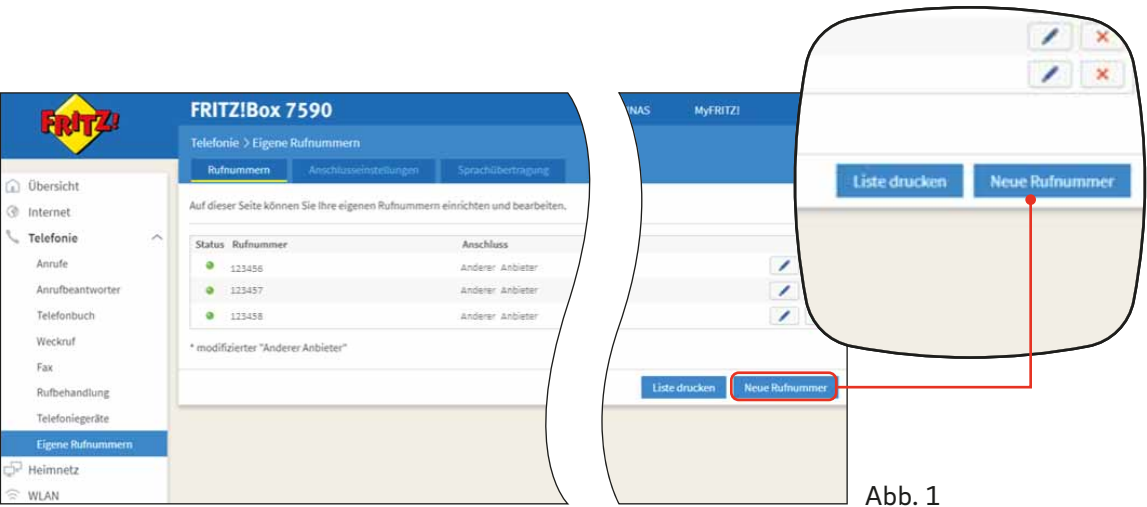 FRITZ!
FRITZ!Box 7590
MyFRITZ!
Telefonie > Eigene Rufnummern
Rufnummern Anschlusseinstellungen Sprachübertragung
Übersicht
Internet
Telefonie
Anrufe
Anrufbeantworter
Telefonbuch
Weckruf
Fax
Rufbehandlung
Telefoniegeräte
Eigene Rufnummern
Heimnetz
WLAN
Auf dieser Seite können Sie Ihre eigenen Rufnummern einrichten und bearbeiten.
Status Rufnummer Anschluss
123456 Anderer Anbieter
123457 Anderer Anbieter
123458 Anderer Anbieter
* modifizierter "Anderer Anbieter"
Liste drucken Neue Rufnummer
Liste drucken Neue Rufnummer
Abb. 1